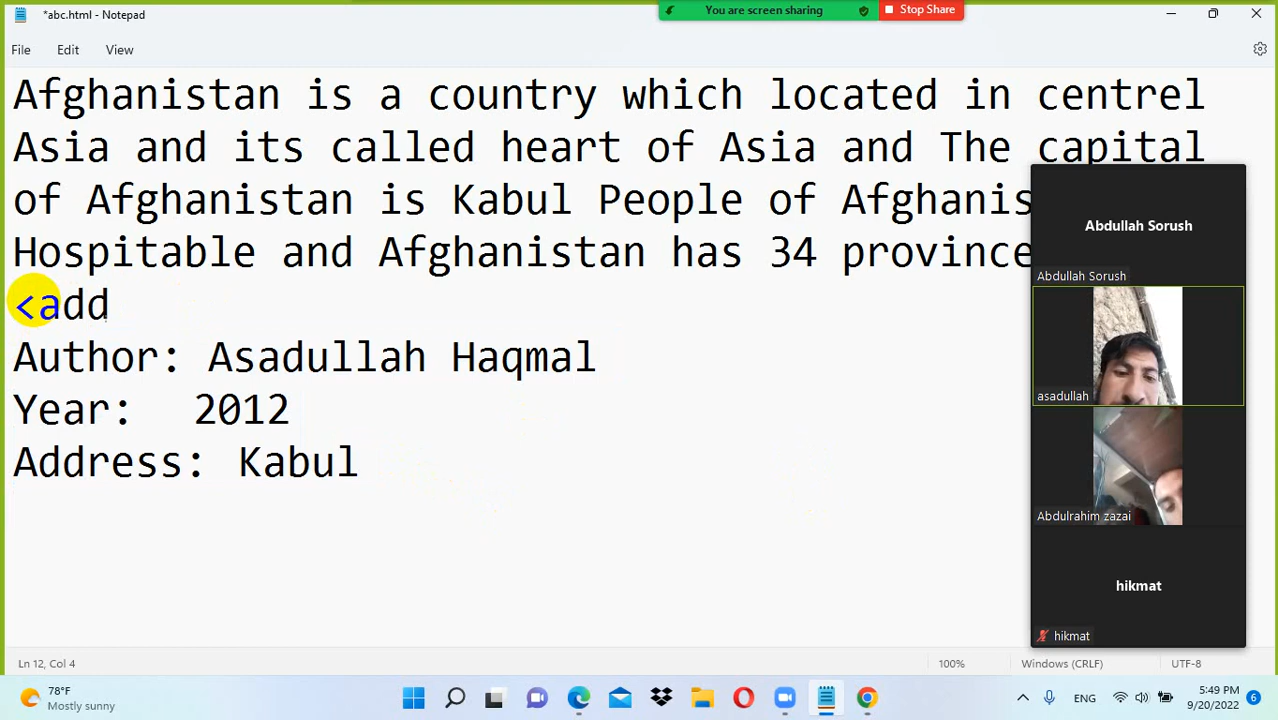 *abc.html - Notepad
You are screen sharing
Stop Share
File Edit View
Afghanistan is a country which located in centrel
Asia and its called heart of Asia and The capital
of Afghanistan is Kabul People of Afghanis
Hospitable and Afghanistan has 34 province
<add
Author: Asadullah Haqmal
Year: 2012
Address: Kabul
Abdullah Sorush
Abdullah Sorush
asadullah
Abdulrahim zazai
hikmat
hikmat
Ln 12, Col 4
100%
Windows (CRLF)
UTF-8
78°F
Mostly sunny
ENG
5:49 PM
9/20/2022
6